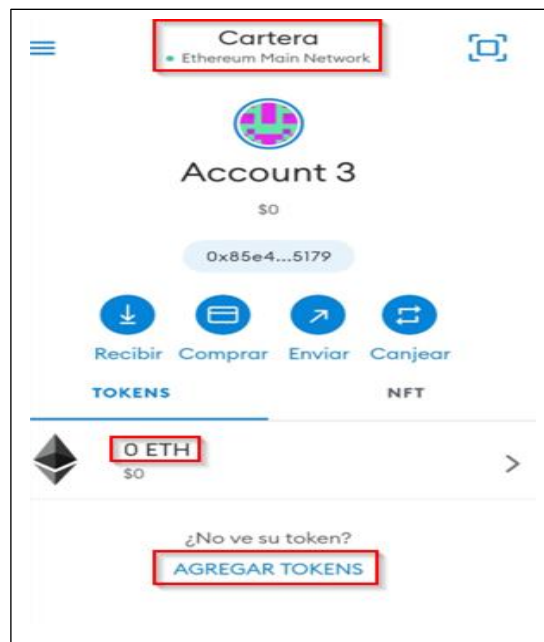 Cartera
Ethereum Main Network
Account 3
$0
0x85e4...5179
Recibir Comprar Enviar Canjear
TOKENS NFT
0 ETH
$0
¿No ve su token?
AGREGAR TOKENS